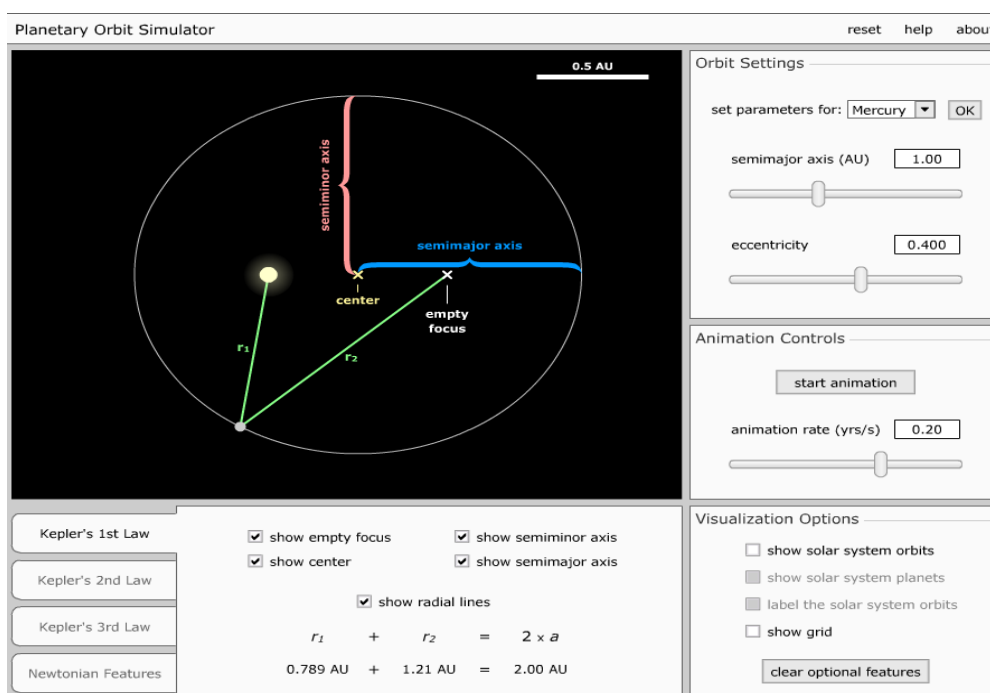 Planetary Orbit Simulator
reset help about
0.5 AU
semiminor axis
semimajor axis
center
empty
focus
r₁
r₂
Orbit Settings
set parameters for: Mercury OK
semimajor axis (AU) 1.00
eccentricity 0.400
Animation Controls
start animation
animation rate (yrs/s) 0.20
Kepler's 1st Law
Kepler's 2nd Law
Kepler's 3rd Law
Newtonian Features
show empty focus
show semiminor axis
show center
show semimajor axis
show radial lines
r₁ + r₂ = 2 × a
0.789 AU + 1.21 AU = 2.00 AU
Visualization Options
show solar system orbits
show solar system planets
label the solar system orbits
show grid
clear optional features